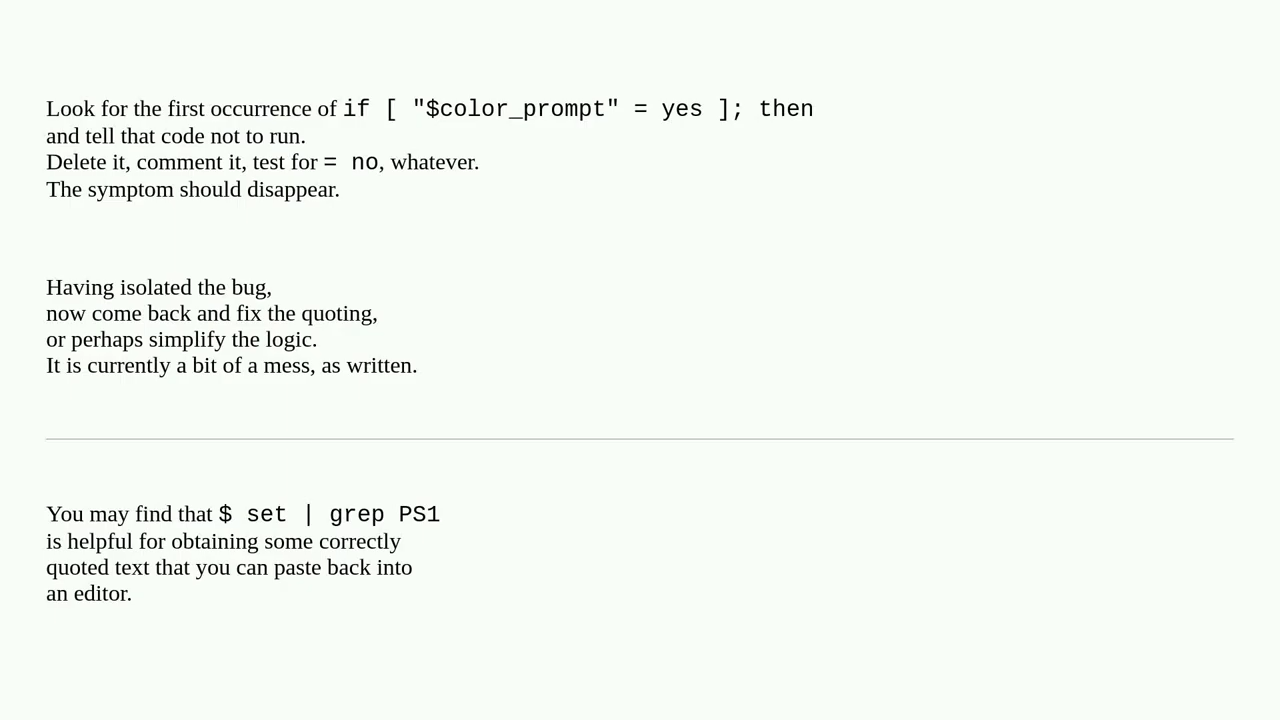 Look for the first occurrence of if [ "$color_prompt" = yes ]; then
and tell that code not to run.
Delete it, comment it, test for = no, whatever.
The symptom should disappear.
Having isolated the bug,
now come back and fix the quoting,
or perhaps simplify the logic.
It is currently a bit of a mess, as written.
You may find that $ set | grep PS1
is helpful for obtaining some correctly
quoted text that you can paste back into
an editor.